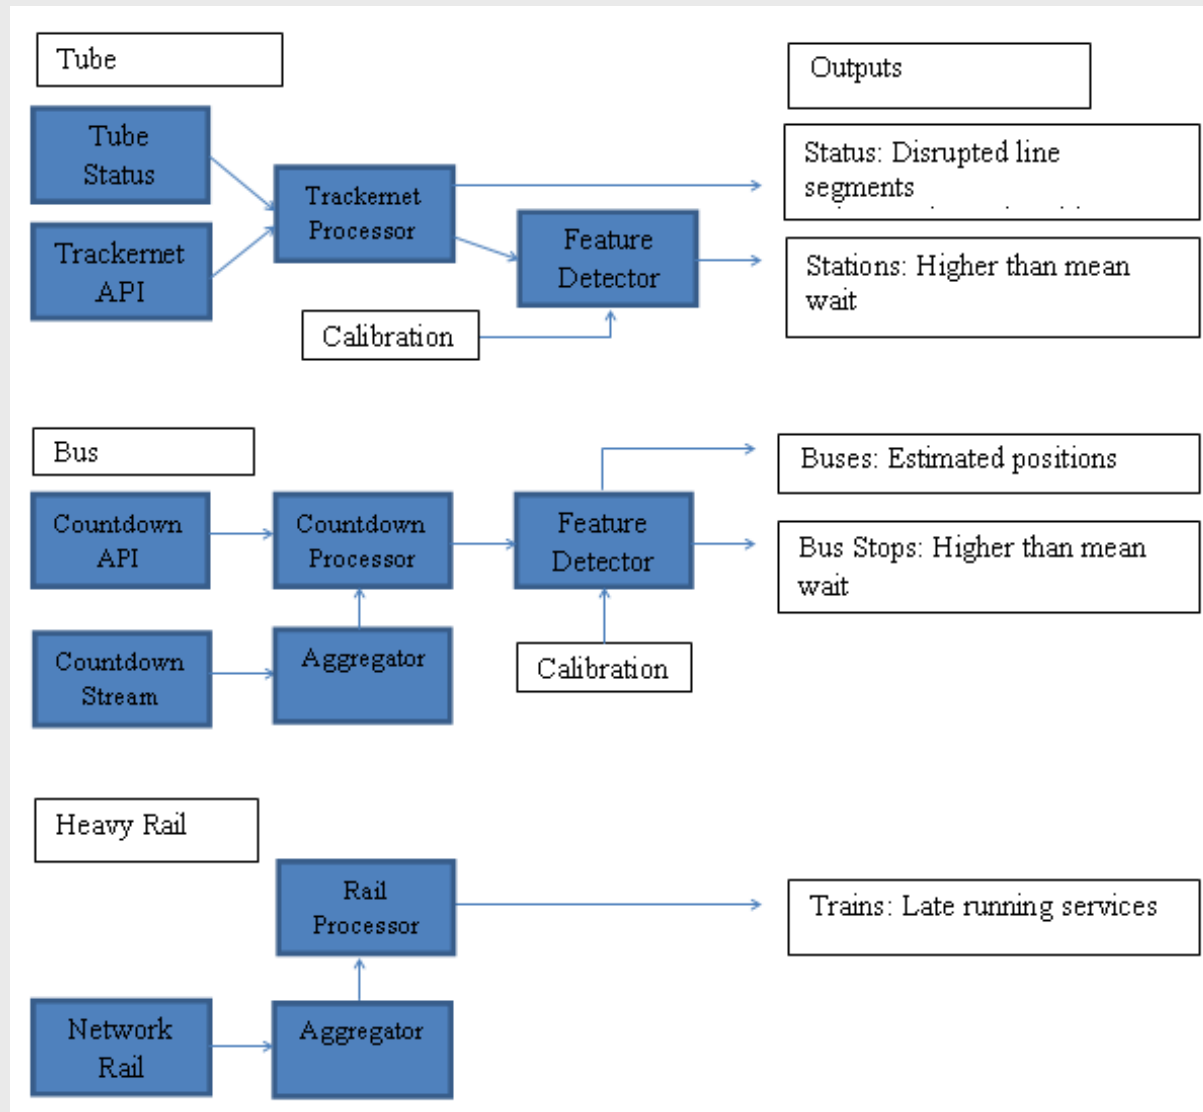 Tube
Outputs
Tube
Status
Trackernet
API
Trackernet
Processor
Feature
Detector
Calibration
Status: Disrupted line
segments
Stations: Higher than mean
wait
Bus
Countdown
API
Countdown
Processor
Feature
Detector
Countdown
Stream
Aggregator
Calibration
Buses: Estimated positions
Bus Stops: Higher than mean
wait
Heavy Rail
Rail
Processor
Network
Rail
Aggregator
Trains: Late running services